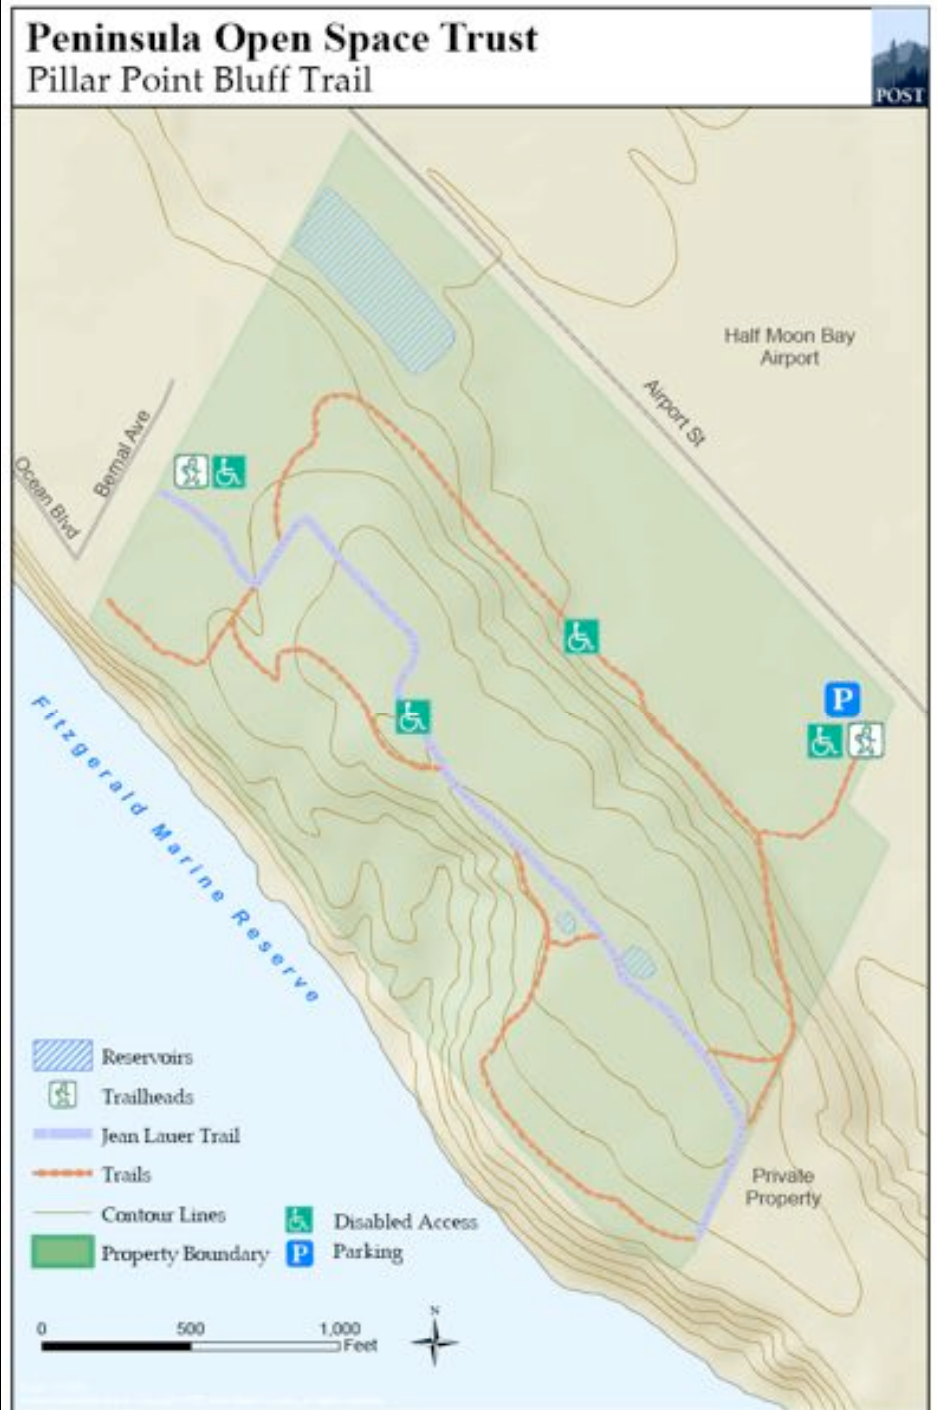 Peninsula Open Space Trust
Pillar Point Bluff Trail
POST
Half Moon Bay
Airport
Airport St
Bernal Ave
Ocean Blvd
P
Fitzgerald Marine Reserve
Reservoirs
Trailheads
Jean Lauer Trail
Trails
Contour Lines
Property Boundary
Disabled Access
P
Parking
Private
Property
0 500 1,000
Feet
N